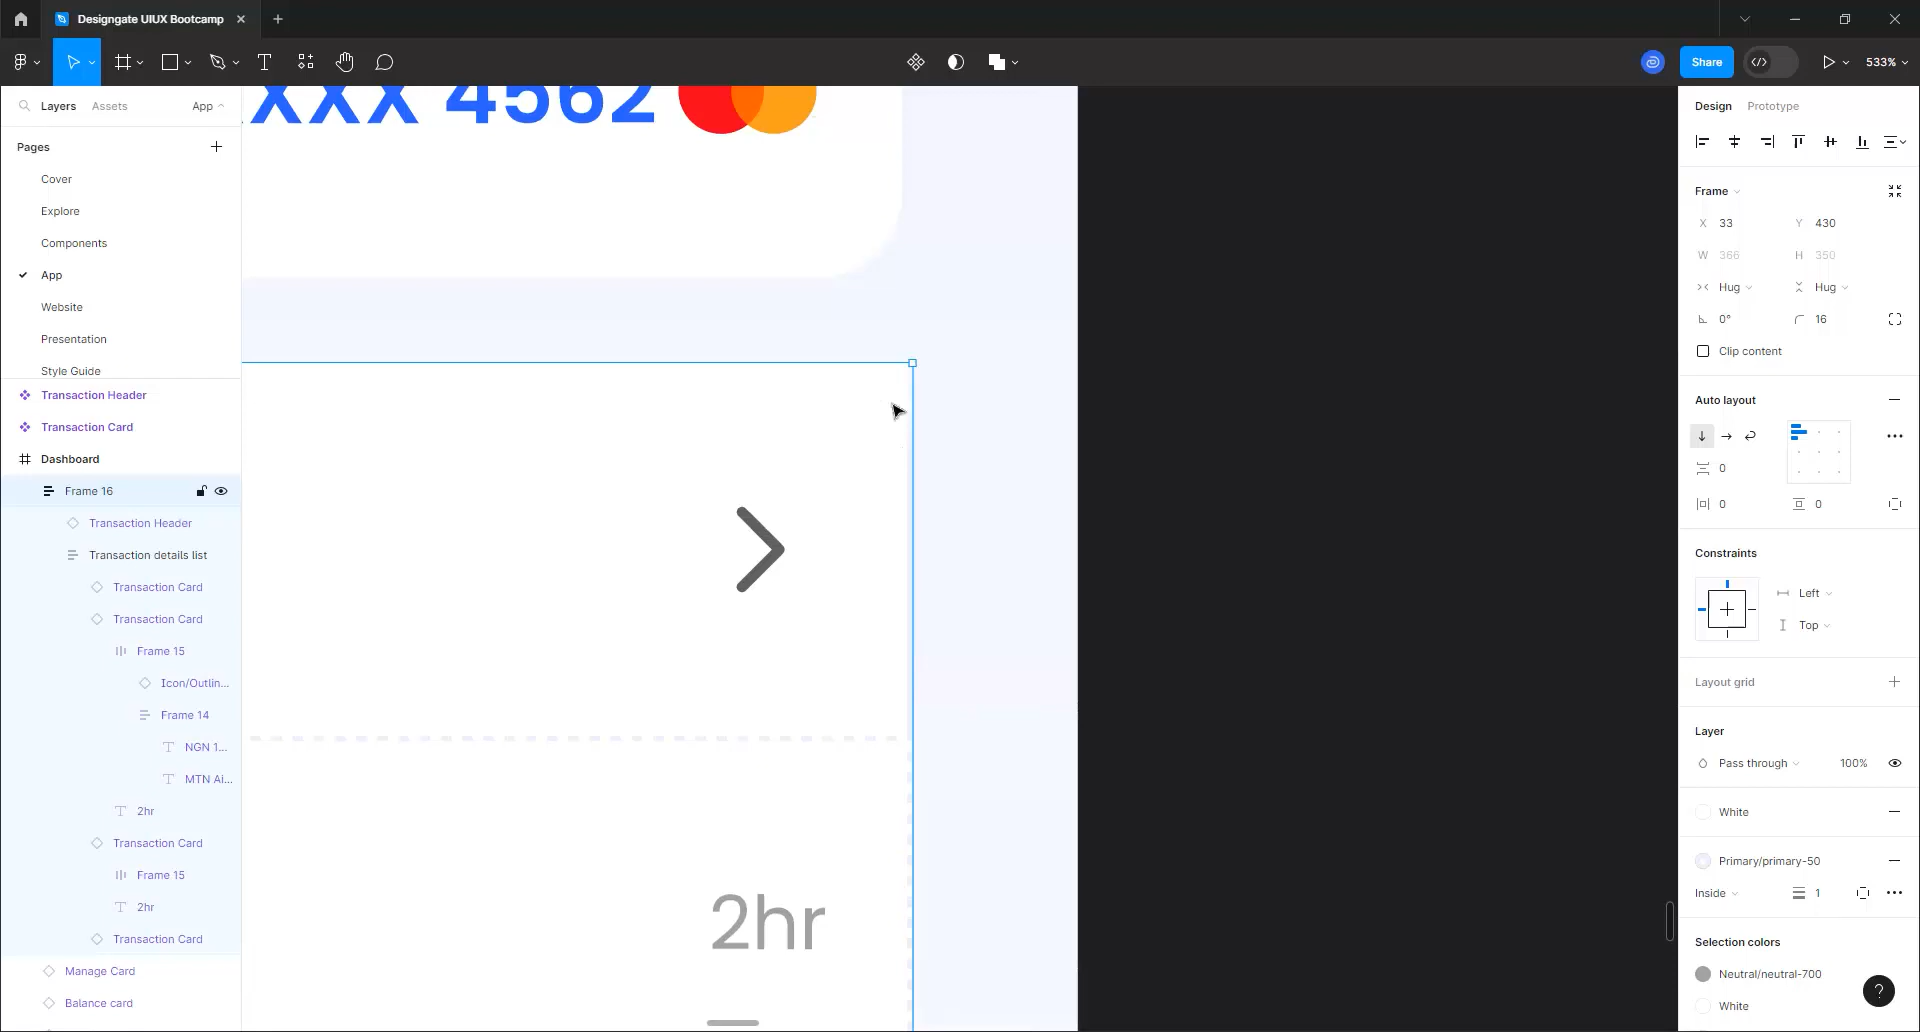 Designgate UIUX Bootcamp
Share
533%
Layers
Assets
App
Pages
Cover
Explore
Components
App
Website
Presentation
Style Guide
Transaction Header
Transaction Card
Dashboard
Frame 16
Transaction Header
Transaction details list
Transaction Card
Transaction Card
Frame 15
Icon/Outlin...
Frame 14
NGN 1...
MTN Ai...
2hr
Transaction Card
Frame 15
2hr
Transaction Card
Manage Card
Balance card
XXX 4562
2hr
Design
Prototype
Frame
X 33
Y 430
W 366
H 350
Hug
Hug
0°
16
Clip content
Auto layout
0
0
0
Constraints
Left
Top
Layout grid
Layer
Pass through
100%
White
Primary/primary-50
Inside
1
Selection colors
Neutral/neutral-700
White
?